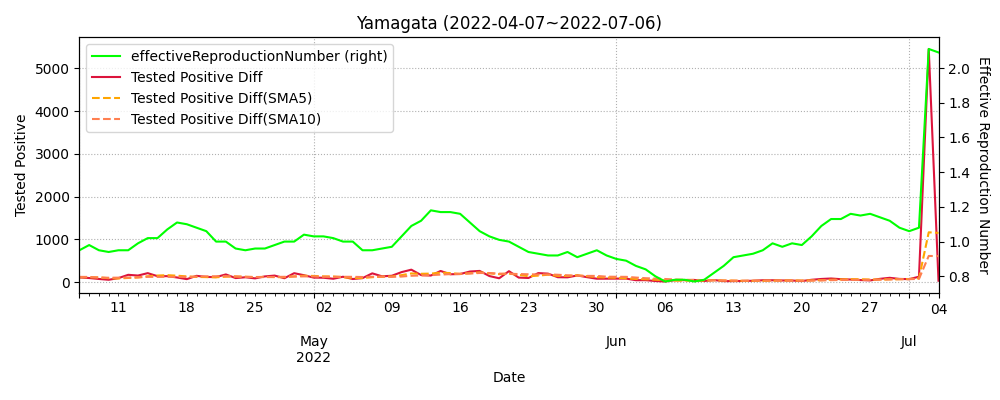 Yamagata (2022-04-07~2022-07-06)
effectiveReproductionNumber (right)
Tested Positive Diff
Tested Positive Diff(SMA5)
Tested Positive Diff(SMA10)
Tested Positive
5000
4000
3000
2000
1000
0
2.0
1.8
1.6
1.4
1.2
1.0
0.8
Effective Reproduction Number
11 18 25 02 09 16 23 30 06 13 20 27 04
May Jun Jul
2022
Date